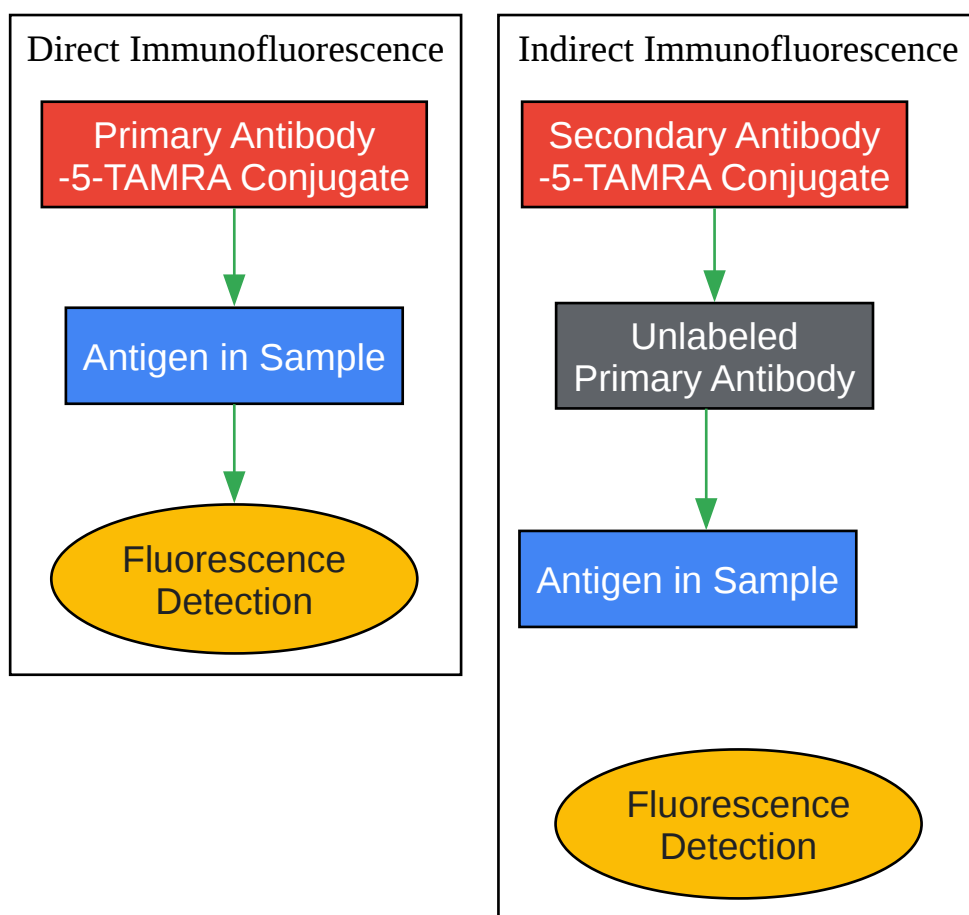 Direct Immunofluorescence
Primary Antibody
-5-TAMRA Conjugate
Antigen in Sample
Fluorescence
Detection
Indirect Immunofluorescence
Secondary Antibody
-5-TAMRA Conjugate
Unlabeled
Primary Antibody
Antigen in Sample
Fluorescence
Detection